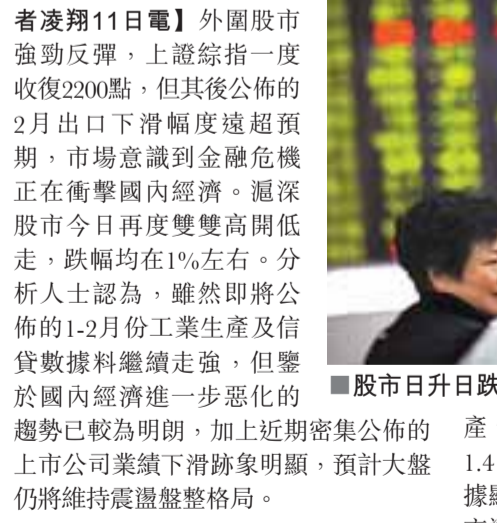 者凌翔11日電】外圍股市
強勁反彈，上證綜指一度
收復2200點，但其後公佈的
2月出口下滑幅度遠超預
期，市場意識到金融危機
正在衝擊國內經濟。滬深
股市今日再度雙雙高開低
走，跌幅均在1%左右。分
析人士認為，雖然即將公
佈的1-2月份工業生產及信
貸數據料繼續走強，但鑒
於國內經濟進一步惡化的
趨勢已較為明朗，加上近期密集公佈的
上市公司業績下滑跡象明顯，預計大盤
仍將維持震盪盤整格局。
■股市日升日跌
產
1.4
據顯